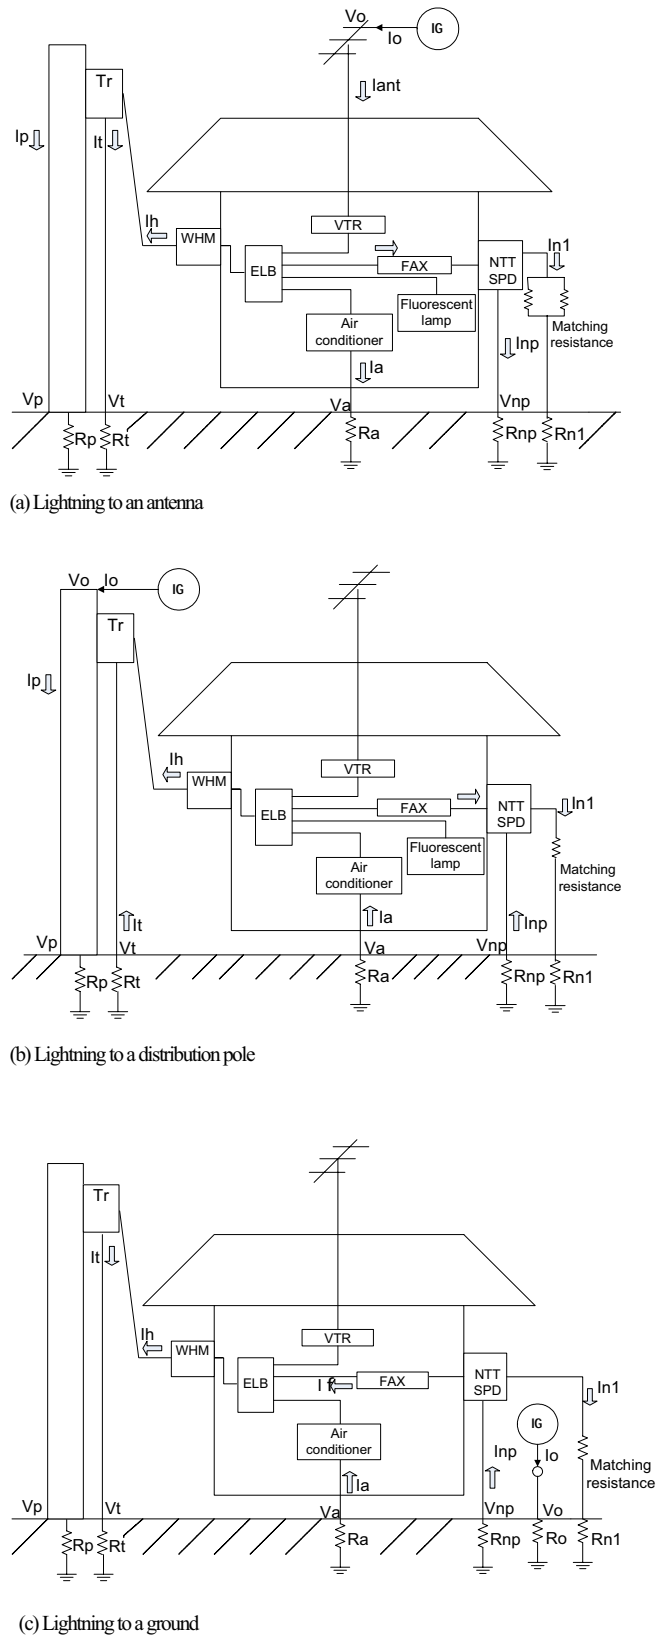 Vo
IG
Io
Tr
Iant
Ip
It
Ih
WHM
VTR
In1
ELB
FAX
NTT
SPD
Fluorescent
lamp
Air
conditioner
Matching
resistance
Inp
Ia
Vp
Vt
Va
Vnp
Rp
Rt
Ra
Rnp
Rn1
(a) Lightning to an antenna
Vo
Io
IG
Tr
Ip
Ih
WHM
VTR
ELB
FAX
NTT
SPD
In1
Fluorescent
lamp
Air
conditioner
Matching
resistance
It
Ia
Inp
Vp
Vt
Va
Vnp
Rp
Rt
Ra
Rnp
Rn1
(b) Lightning to a distribution pole
Tr
It
Ih
WHM
VTR
ELB
I f
FAX
NTT
SPD
In1
IG
Air
conditioner
Inp
Io
Matching
resistance
Ia
Vp
Vt
Va
Vnp
Vo
Rp
Rt
Ra
Rnp
Ro
Rn1
(c) Lightning to a ground